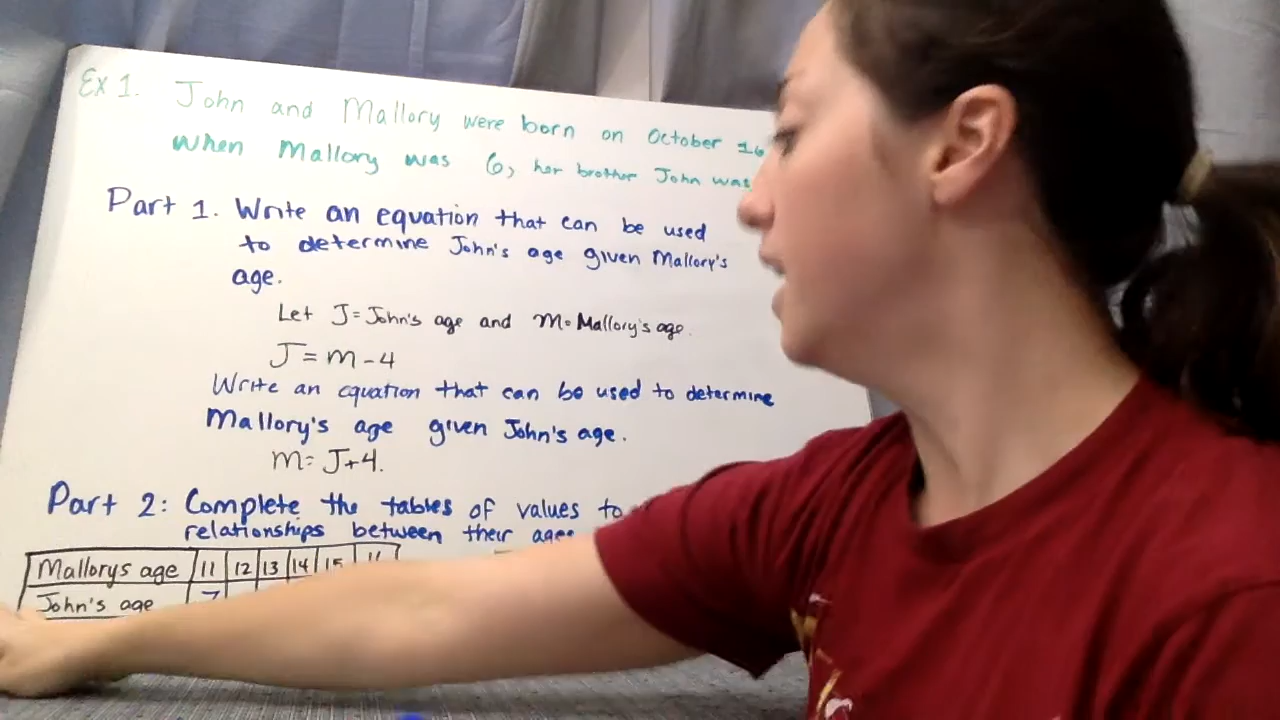 Ex 1. John and Mallory were born on October 16
When Mallory was 6, her brother John was
Part 1. Write an equation that can be used
to determine John's age given Mallory's
age.
Let J=John's age and m=Mallory's age.
J=m-4
Write an equation that can be used to determine
Mallory's age given John's age.
m=J+4.
Part 2: Complete the tables of values to
relationships between their ages
Mallorys age 11 12 13 14 15
John's age 7